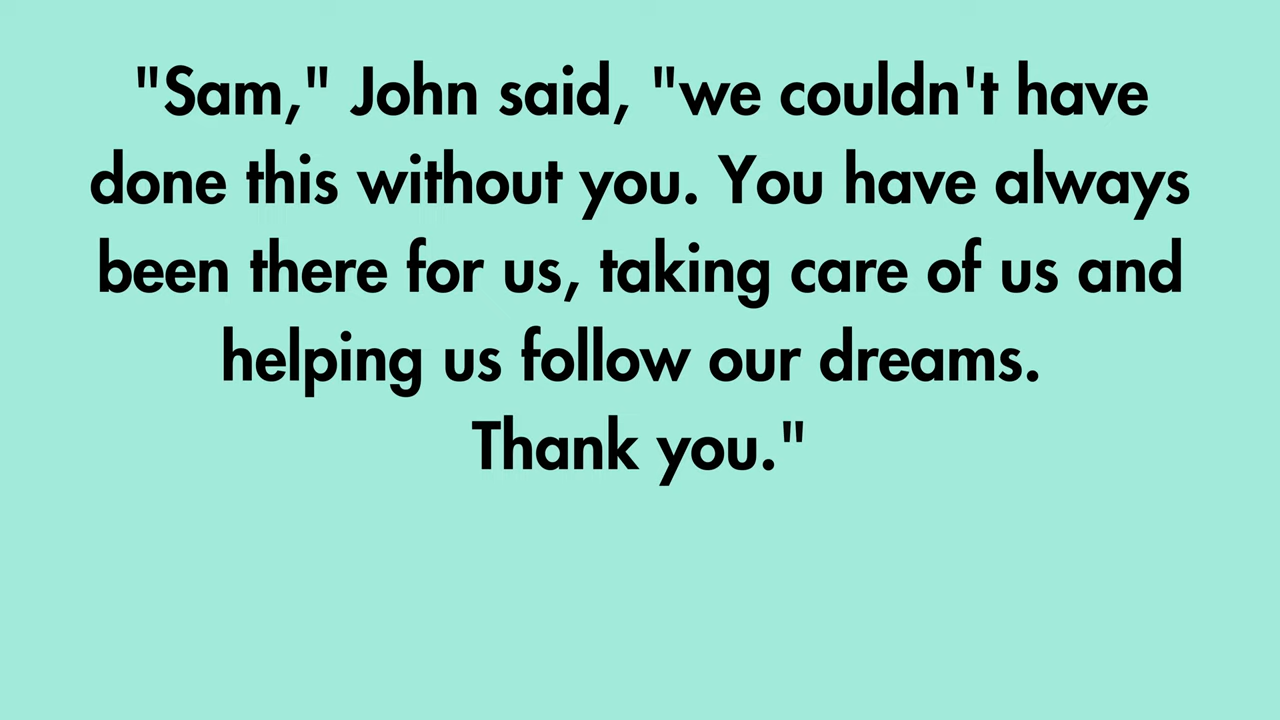 "Sam," John said, "we couldn't have
done this without you. You have always
been there for us, taking care of us and
helping us follow our dreams.
Thank you."